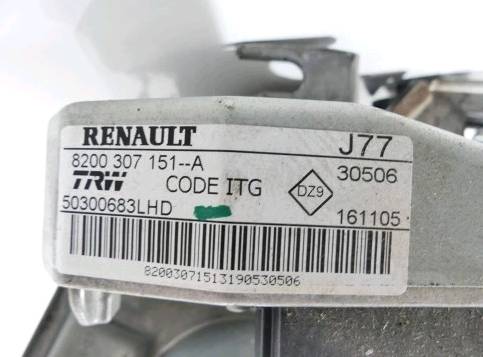 RENAULT J77
8200 307 151--A 30506
TRW CODE ITG DZ9
50300683LHD 161105
82003071513190530506